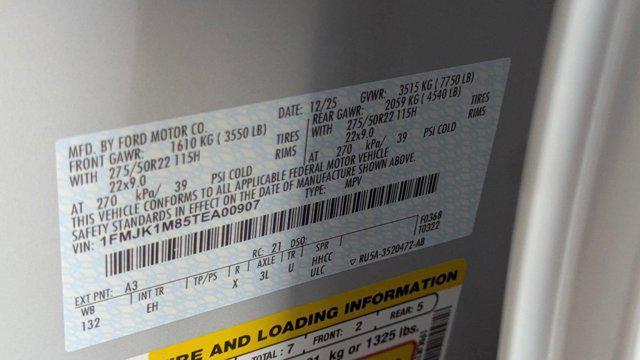 MFD. BY FORD MOTOR CO.
DATE: 12/25 GVWR: 3515 KG ( 7750 LB)
FRONT GAWR: 1610 KG ( 3550 LB) REAR GAWR: 2059 KG ( 4540 LB)
WITH 275/50R22 115H TIRES WITH 275/50R22 115H TIRES
22x9.0 RIMS 22x9.0 RIMS
AT 270 kPa/ 39 PSI COLD AT 270 kPa/ 39 PSI COLD
THIS VEHICLE CONFORMS TO ALL APPLICABLE FEDERAL MOTOR VEHICLE
SAFETY STANDARDS IN EFFECT ON THE DATE OF MANUFACTURE SHOWN ABOVE.
VIN: 1FMJK1M85TEA00907 TYPE: MPV
F0368
T0322
EXT PNT: A3 RC: 21 DSO:
WB INT TR TP/PS R AXLE TR SPR
132 EH X 3L U HHCC
ULC RU5A-3520472-AB
RE AND LOADING INFORMATION
TOTAL: 7 FRONT: 2 REAR: 5
kg or 1325 lbs.